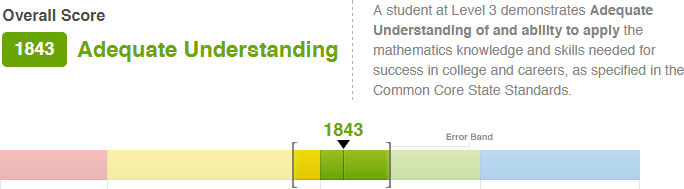 Overall Score
1843 Adequate Understanding
A student at Level 3 demonstrates Adequate
Understanding of and ability to apply the
mathematics knowledge and skills needed for
success in college and careers, as specified in the
Common Core State Standards.
1843
Error Band